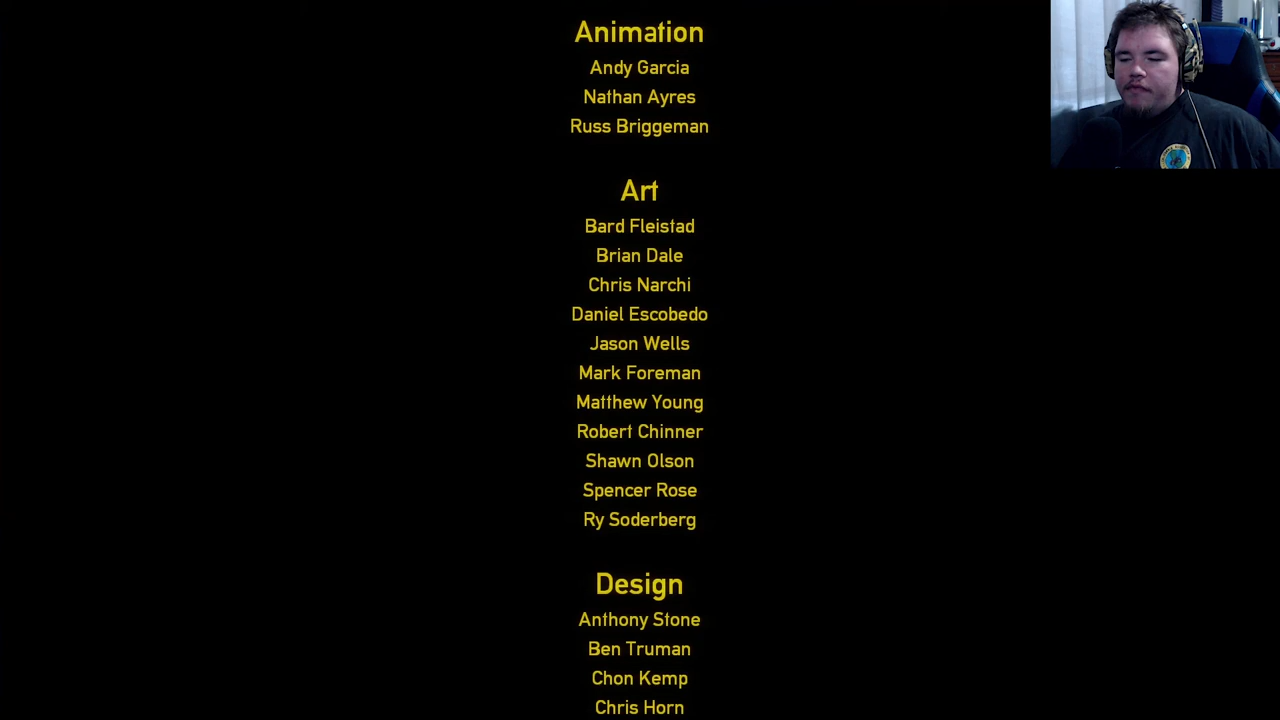 Animation
Andy Garcia
Nathan Ayres
Russ Briggeman
Art
Bard Fleistad
Brian Dale
Chris Narchi
Daniel Escobedo
Jason Wells
Mark Foreman
Matthew Young
Robert Chinner
Shawn Olson
Spencer Rose
Ry Soderberg
Design
Anthony Stone
Ben Truman
Chon Kemp
Chris Horn